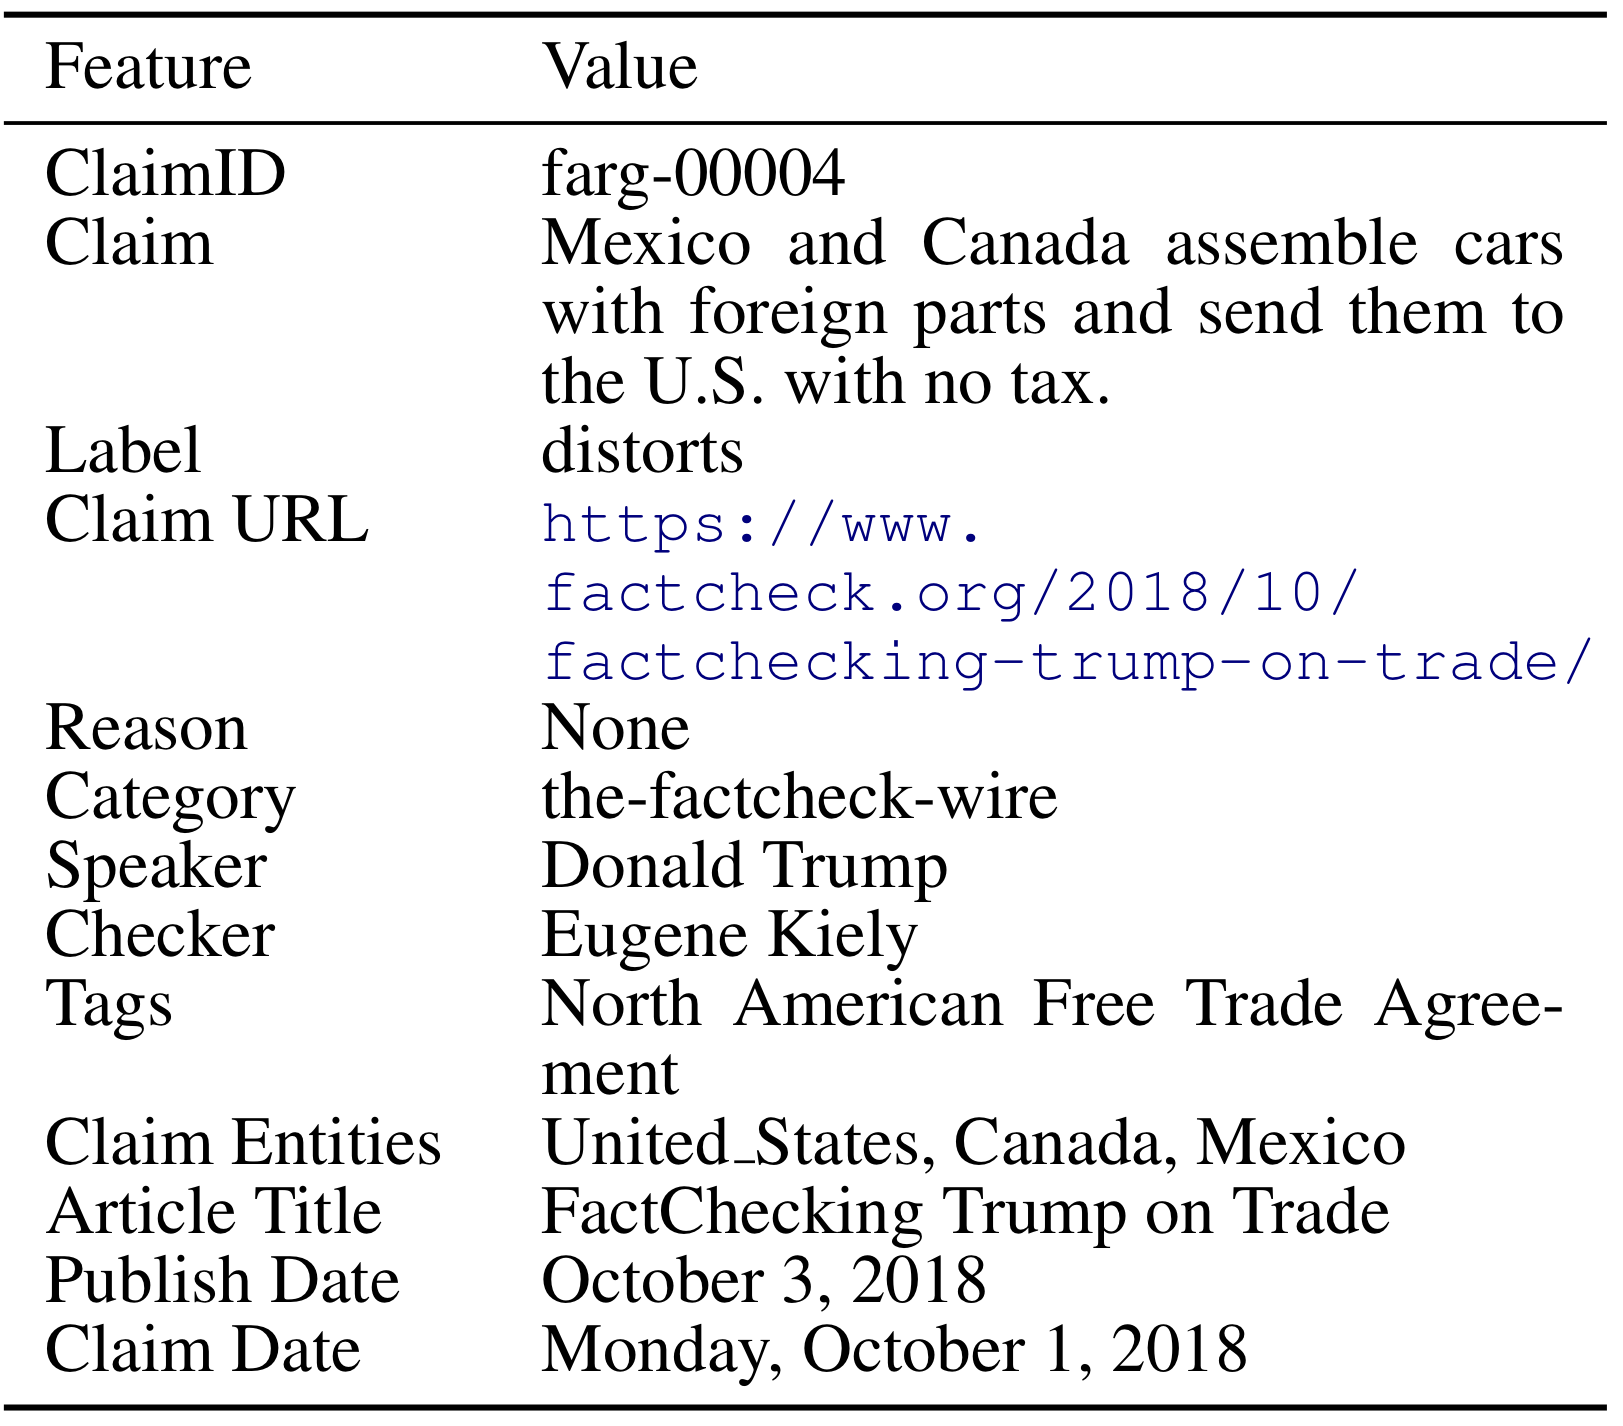 Feature Value
ClaimID farg-00004
Claim Mexico and Canada assemble cars
with foreign parts and send them to
the U.S. with no tax.
Label distorts
Claim URL https://www.
factcheck.org/2018/10/
factchecking-trump-on-trade/
Reason None
Category the-factcheck-wire
Speaker Donald Trump
Checker Eugene Kiely
Tags North American Free Trade Agree-
ment
Claim Entities United_States, Canada, Mexico
Article Title FactChecking Trump on Trade
Publish Date October 3, 2018
Claim Date Monday, October 1, 2018